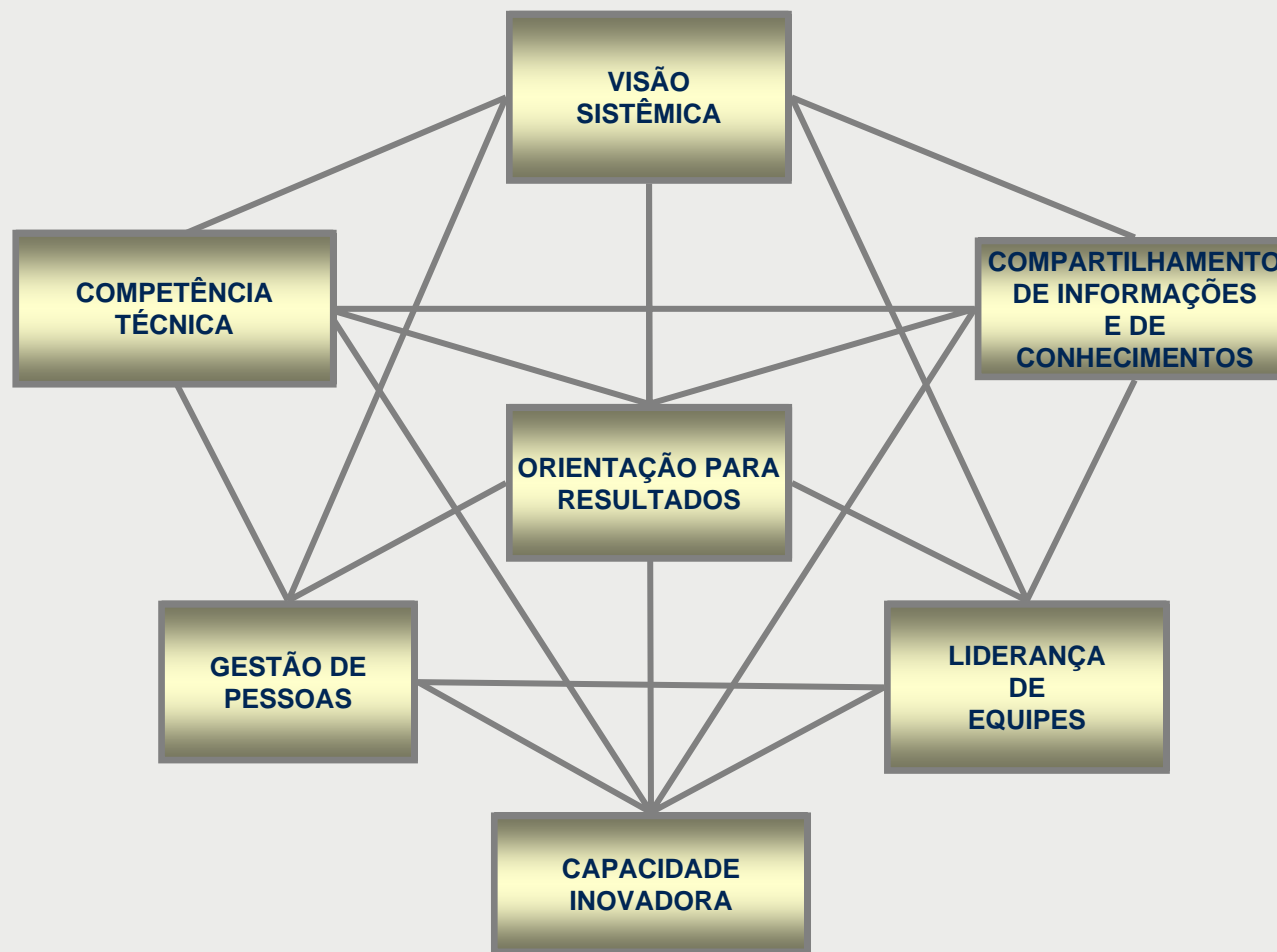 VISÃO
SISTÊMICA
COMPETÊNCIA
TÉCNICA
COMPARTILHAMENTO
DE INFORMAÇÕES
E DE
CONHECIMENTOS
ORIENTAÇÃO PARA
RESULTADOS
GESTÃO DE
PESSOAS
LIDERANÇA
DE
EQUIPES
CAPACIDADE
INOVADORA